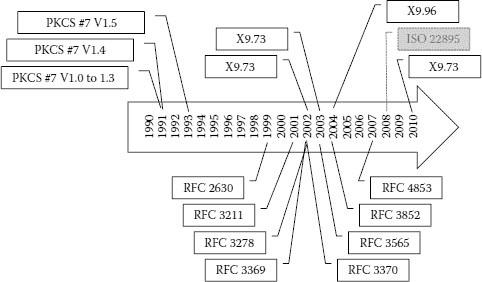 X9.96
PKCS #7 V1.5
X9.73
ISO 22895
PKCS #7 V1.4
X9.73
X9.73
PKCS #7 V1.0 to 1.3
1990 1991 1992 1993 1994 1995 1996 1997 1998 1999 2000 2001 2002 2003 2004 2005 2006 2007 2008 2009 2010
RFC 2630
RFC 4853
RFC 3211
RFC 3852
RFC 3278
RFC 3565
RFC 3369
RFC 3370